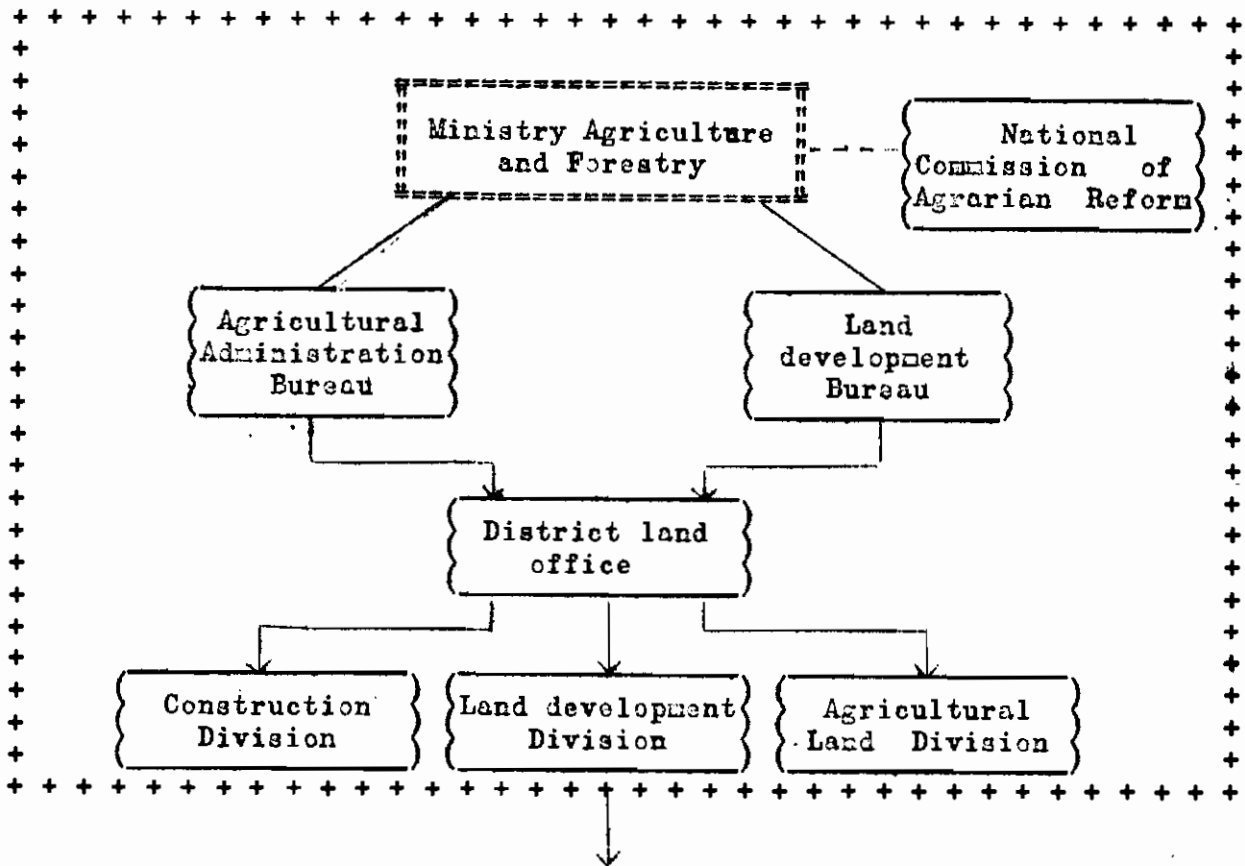 Ministry Agriculture
and Forestry
National
Commission of
Agrarian Reform
Agricultural
Administration
Bureau
Land
development
Bureau
District land
office
Construction
Division
Land development
Division
Agricultural
Land Division